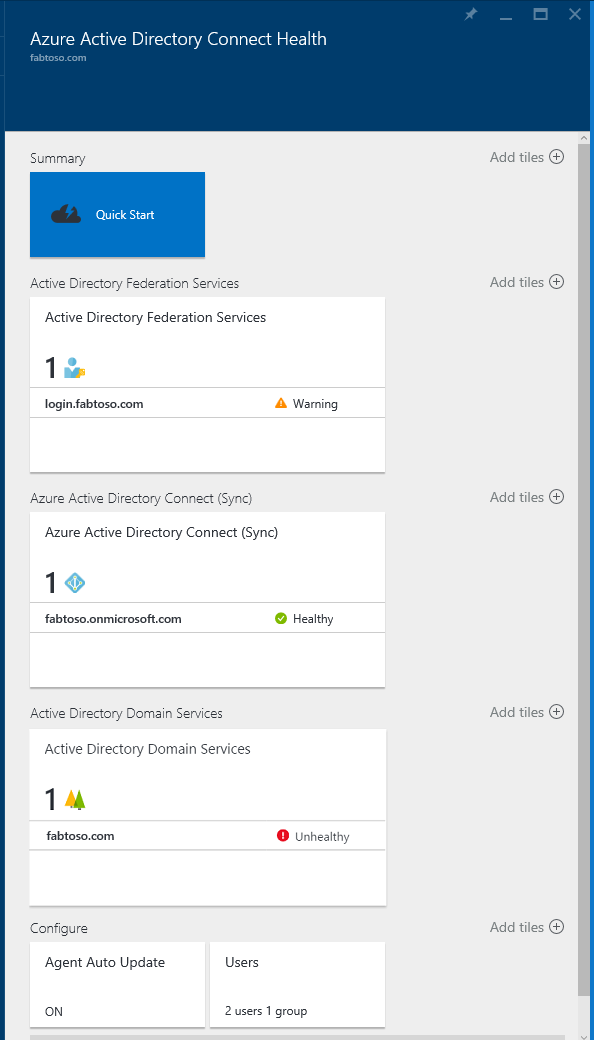 Azure Active Directory Connect Health
fabtoso.com
Summary
Add tiles
Quick Start
Active Directory Federation Services
Add tiles
Active Directory Federation Services
1
login.fabtoso.com Warning
Azure Active Directory Connect (Sync)
Add tiles
Azure Active Directory Connect (Sync)
1
fabtoso.onmicrosoft.com Healthy
Active Directory Domain Services
Add tiles
Active Directory Domain Services
1
fabtoso.com Unhealthy
Configure
Add tiles
Agent Auto Update
ON
Users
2 users 1 group